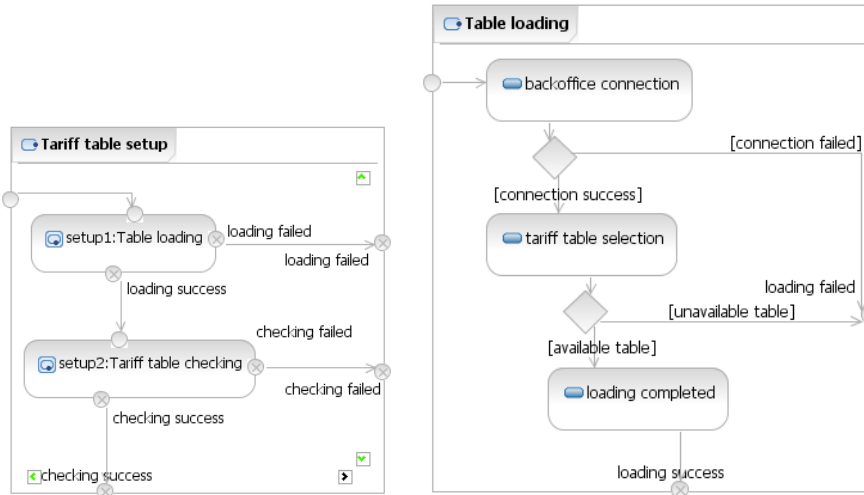 Tariff table setup
setup1:Table loading
loading failed
loading failed
loading success
checking failed
setup2:Tariff table checking
checking failed
checking success
checking success
Table loading
backoffice connection
[connection failed]
[connection success]
tariff table selection
loading failed
[unavailable table]
[available table]
loading completed
loading success